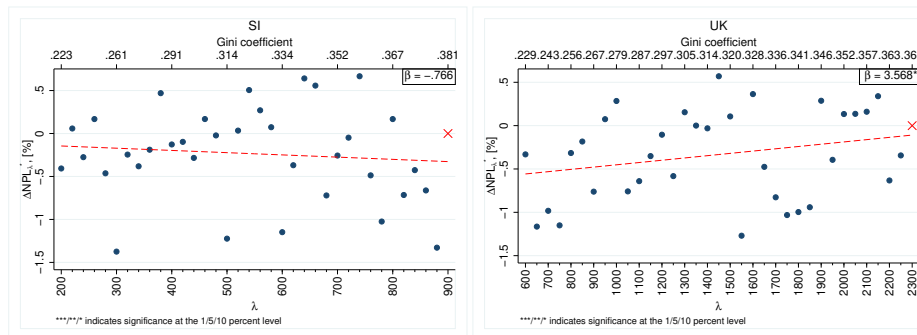 SI
Gini coefficient
.223 .261 .291 .314 .334 .352 .367 .381
β = −.766
ΔNPL λ,λ* [%]
.5
0
−.5
−1
−1.5
200 300 400 500 600 700 800 900
λ
***/**/* indicates significance at the 1/5/10 percent level
UK
Gini coefficient
.229 .243 .256 .267 .279 .287 .297 .305 .314 .320 .328 .336 .341 .346 .352 .357 .363 .36
β = 3.568*
ΔNPL λ,λ* [%]
.5
0
−.5
−1
−1.5
600 700 800 900 1000 1100 1200 1300 1400 1500 1600 1700 1800 1900 2000 2100 2200 2300
λ
***/**/* indicates significance at the 1/5/10 percent level